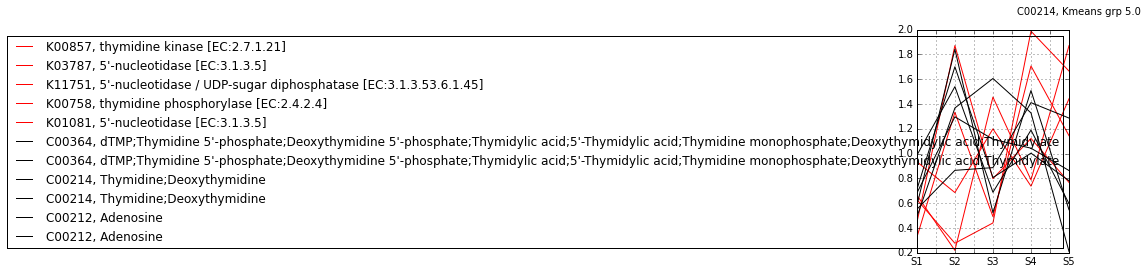 C00214, Kmeans grp 5.0
K00857, thymidine kinase [EC:2.7.1.21]
K03787, 5'-nucleotidase [EC:3.1.3.5]
K11751, 5'-nucleotidase / UDP-sugar diphosphatase [EC:3.1.3.53.6.1.45]
K00758, thymidine phosphorylase [EC:2.4.2.4]
K01081, 5'-nucleotidase [EC:3.1.3.5]
C00364, dTMP;Thymidine 5'-phosphate;Deoxythymidine 5'-phosphate;Thymidylic acid;5'-Thymidylic acid;Thymidine monophosphate;Deoxythymidylic acid;Thymidylate
C00364, dTMP;Thymidine 5'-phosphate;Deoxythymidine 5'-phosphate;Thymidylic acid;5'-Thymidylic acid;Thymidine monophosphate;Deoxythymidylic acid;Thymidylate
C00214, Thymidine;Deoxythymidine
C00214, Thymidine;Deoxythymidine
C00212, Adenosine
C00212, Adenosine
2.0
1.8
1.6
1.4
1.2
1.0
0.8
0.6
0.4
0.2
S1 S2 S3 S4 S5